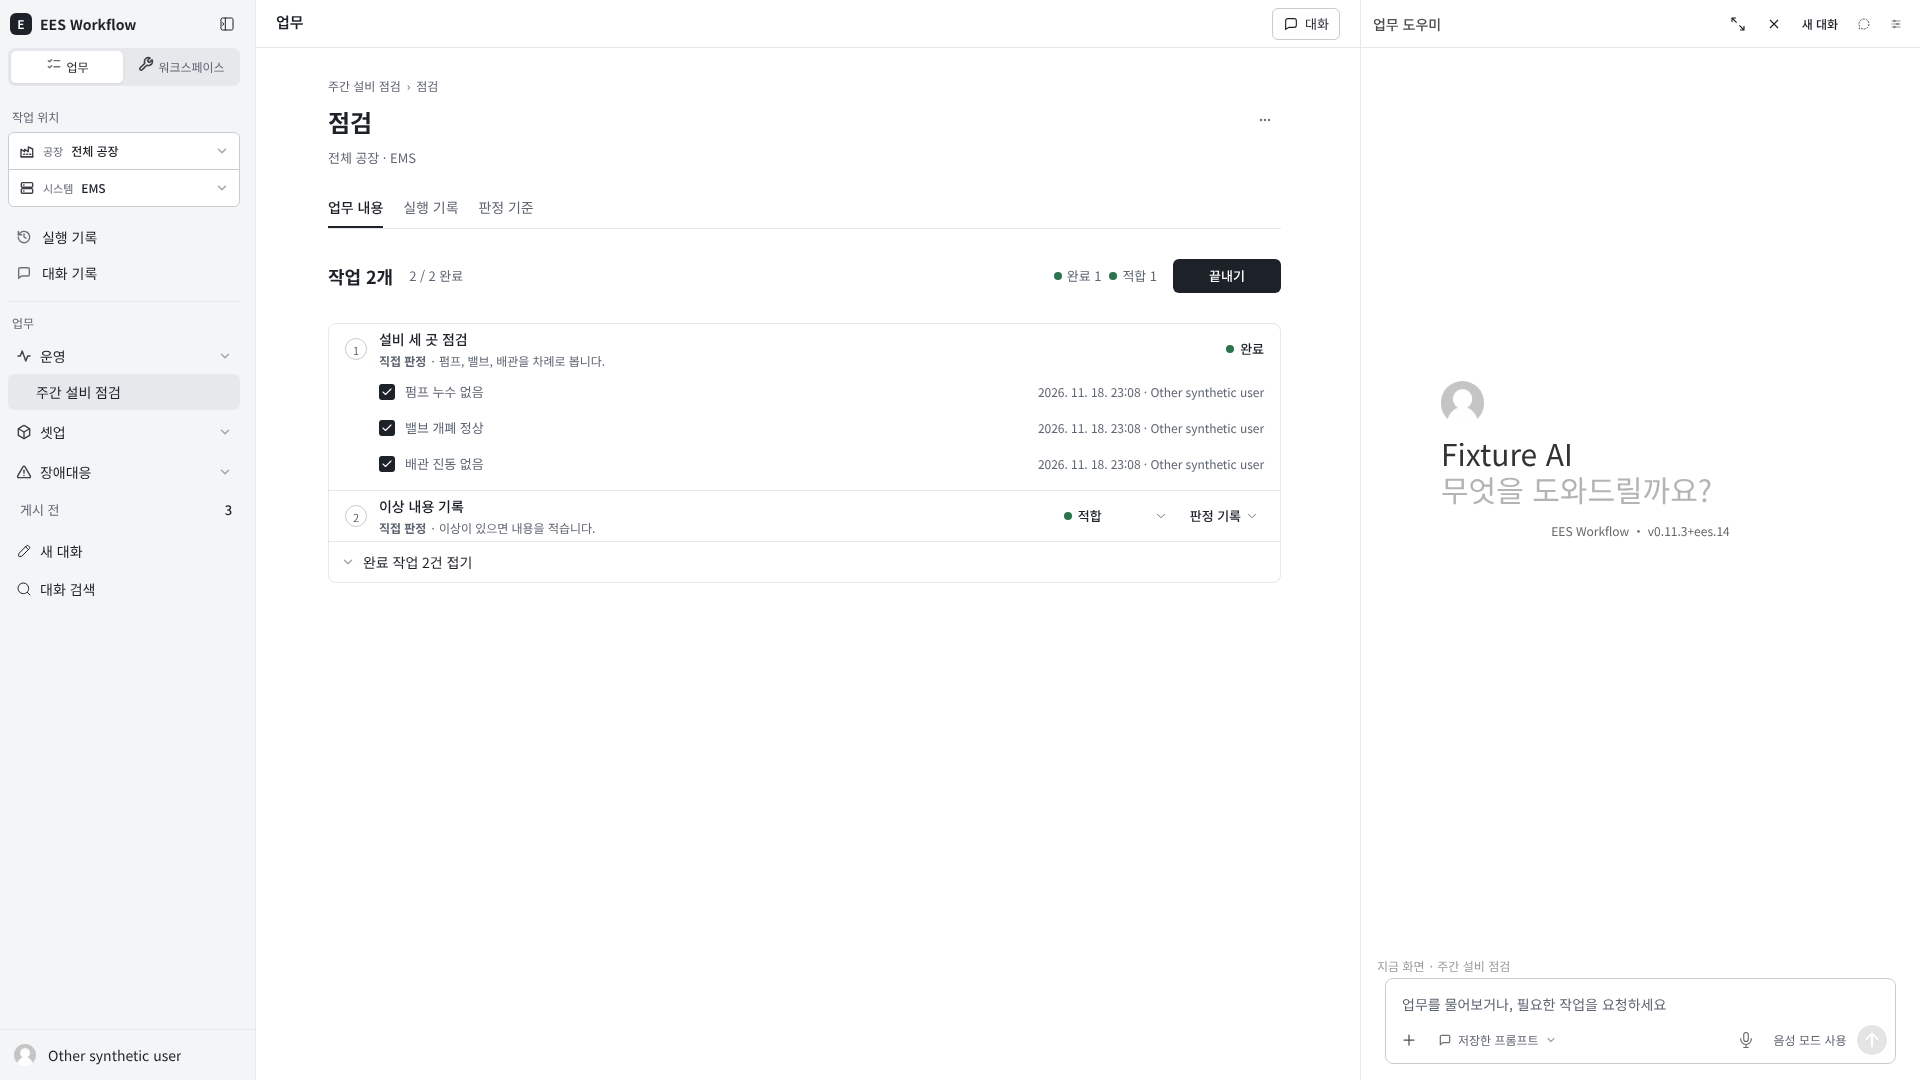 E EES Workflow
업무 워크스페이스
작업 위치
공장 전체 공장
시스템 EMS
실행 기록
대화 기록
업무
운영
주간 설비 점검
셋업
장애대응
게시 전 3
새 대화
대화 검색
Other synthetic user
업무
대화
주간 설비 점검 › 점검
점검
...
전체 공장 · EMS
업무 내용 실행 기록 판정 기준
작업 2개 2 / 2 완료 완료 1 적합 1 끝내기
1 설비 세 곳 점검 완료
직접 판정 · 펌프, 밸브, 배관을 차례로 봅니다.
펌프 누수 없음 2026. 11. 18. 23:08 · Other synthetic user
밸브 개폐 정상 2026. 11. 18. 23:08 · Other synthetic user
배관 진동 없음 2026. 11. 18. 23:08 · Other synthetic user
2 이상 내용 기록 적합 판정 기록
직접 판정 · 이상이 있으면 내용을 적습니다.
완료 작업 2건 접기
업무 도우미 새 대화
Fixture AI
무엇을 도와드릴까요?
EES Workflow • v0.11.3+ees.14
지금 화면 · 주간 설비 점검
업무를 물어보거나, 필요한 작업을 요청하세요
저장한 프롬프트 음성 모드 사용